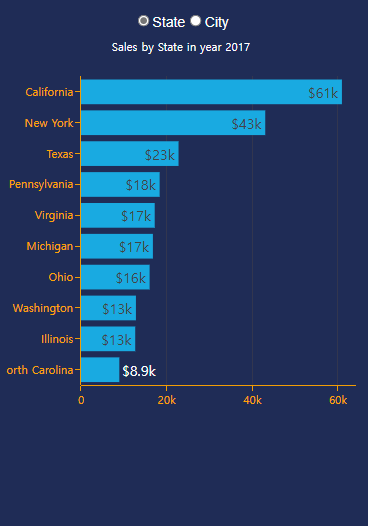 State City
Sales by State in year 2017
California $61k
New York $43k
Texas $23k
Pennsylvania $18k
Virginia $17k
Michigan $17k
Ohio $16k
Washington $13k
Illinois $13k
orth Carolina $8.9k
0 20k 40k 60k